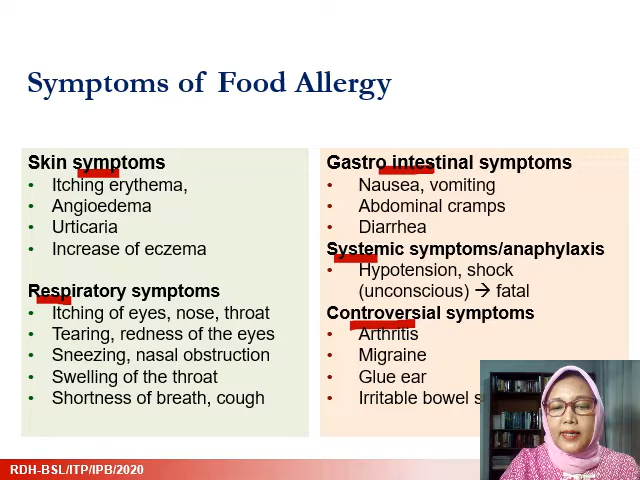 Symptoms of Food Allergy
Skin symptoms
• Itching erythema,
• Angioedema
• Urticaria
• Increase of eczema
Respiratory symptoms
• Itching of eyes, nose, throat
• Tearing, redness of the eyes
• Sneezing, nasal obstruction
• Swelling of the throat
• Shortness of breath, cough
Gastro intestinal symptoms
• Nausea, vomiting
• Abdominal cramps
• Diarrhea
Systemic symptoms/anaphylaxis
• Hypotension, shock
(unconscious) → fatal
Controversial symptoms
• Arthritis
• Migraine
• Glue ear
• Irritable bowel
RDH-BSL/ITP/IPB/2020